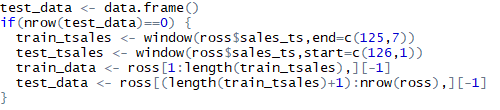 test_data <- data.frame()
if(nrow(test_data)==0) {
  train_tsales <- window(ross$sales_ts,end=c(125,7))
  test_tsales <- window(ross$sales_ts,start=c(126,1))
  train_data <- ross[1:length(train_tsales),][-1]
  test_data <- ross[(length(train_tsales)+1):nrow(ross),][-1]
}